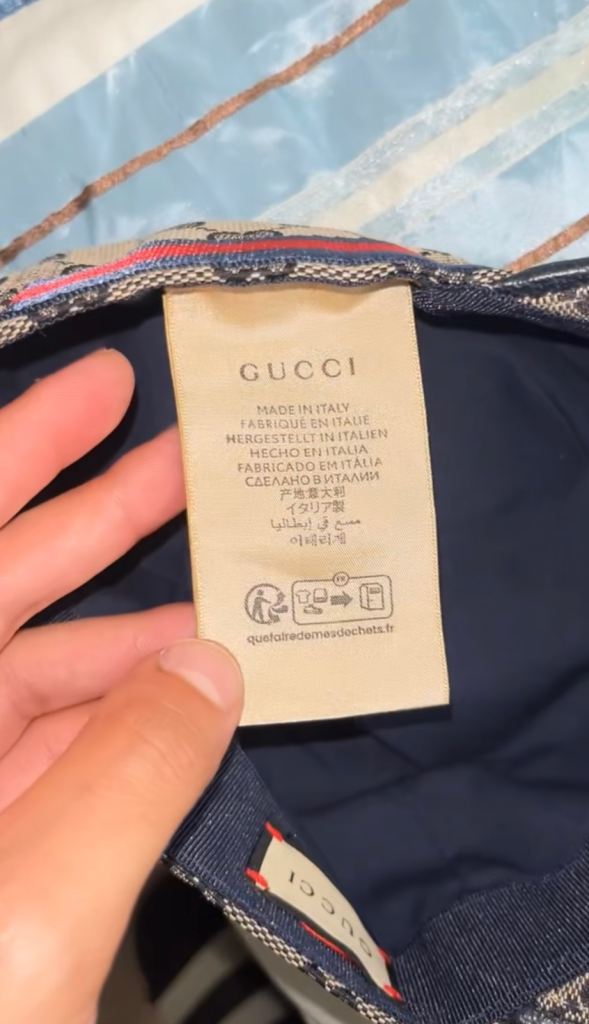 GUCCI
MADE IN ITALY
FABRIQUÉ EN ITALIE
HERGESTELLT IN ITALIEN
HECHO EN ITALIA
FABRICADO EM ITÁLIA
СДЕЛАНО В ИТАЛИИ
产地意大利
イタリア製
صنع في إيطاليا
이태리제
FR
quefairedemesdechets.fr
GUCCI